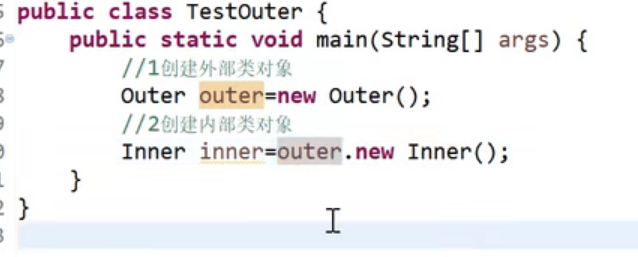 public class TestOuter {
public static void main(String[] args) {
//1创建外部类对象
Outer outer=new Outer();
//2创建内部类对象
Inner inner=outer.new Inner();
}
}